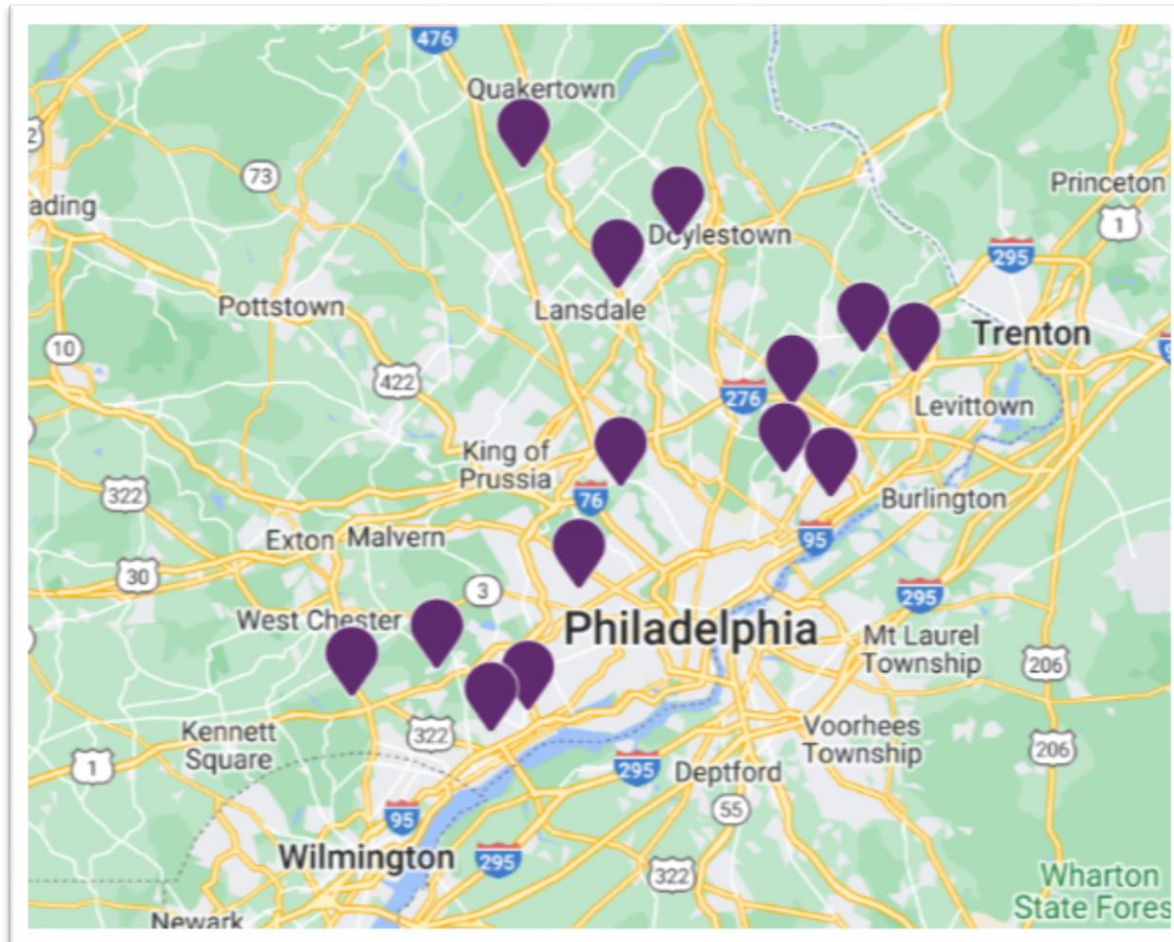 476
Quakertown
73
Princeton
ading
1
Doylestown
295
Pottstown
Lansdale
Trenton
10
422
276
Levittown
King of
Prussia
322
76
Burlington
Exton
Malvern
95
30
3
295
West Chester
Philadelphia
Mt Laurel
Township
206
Kennett
Square
322
Voorhees
Township
206
1
295
Deptford
55
95
Wilmington
295
322
Wharton
State Fores
Newark